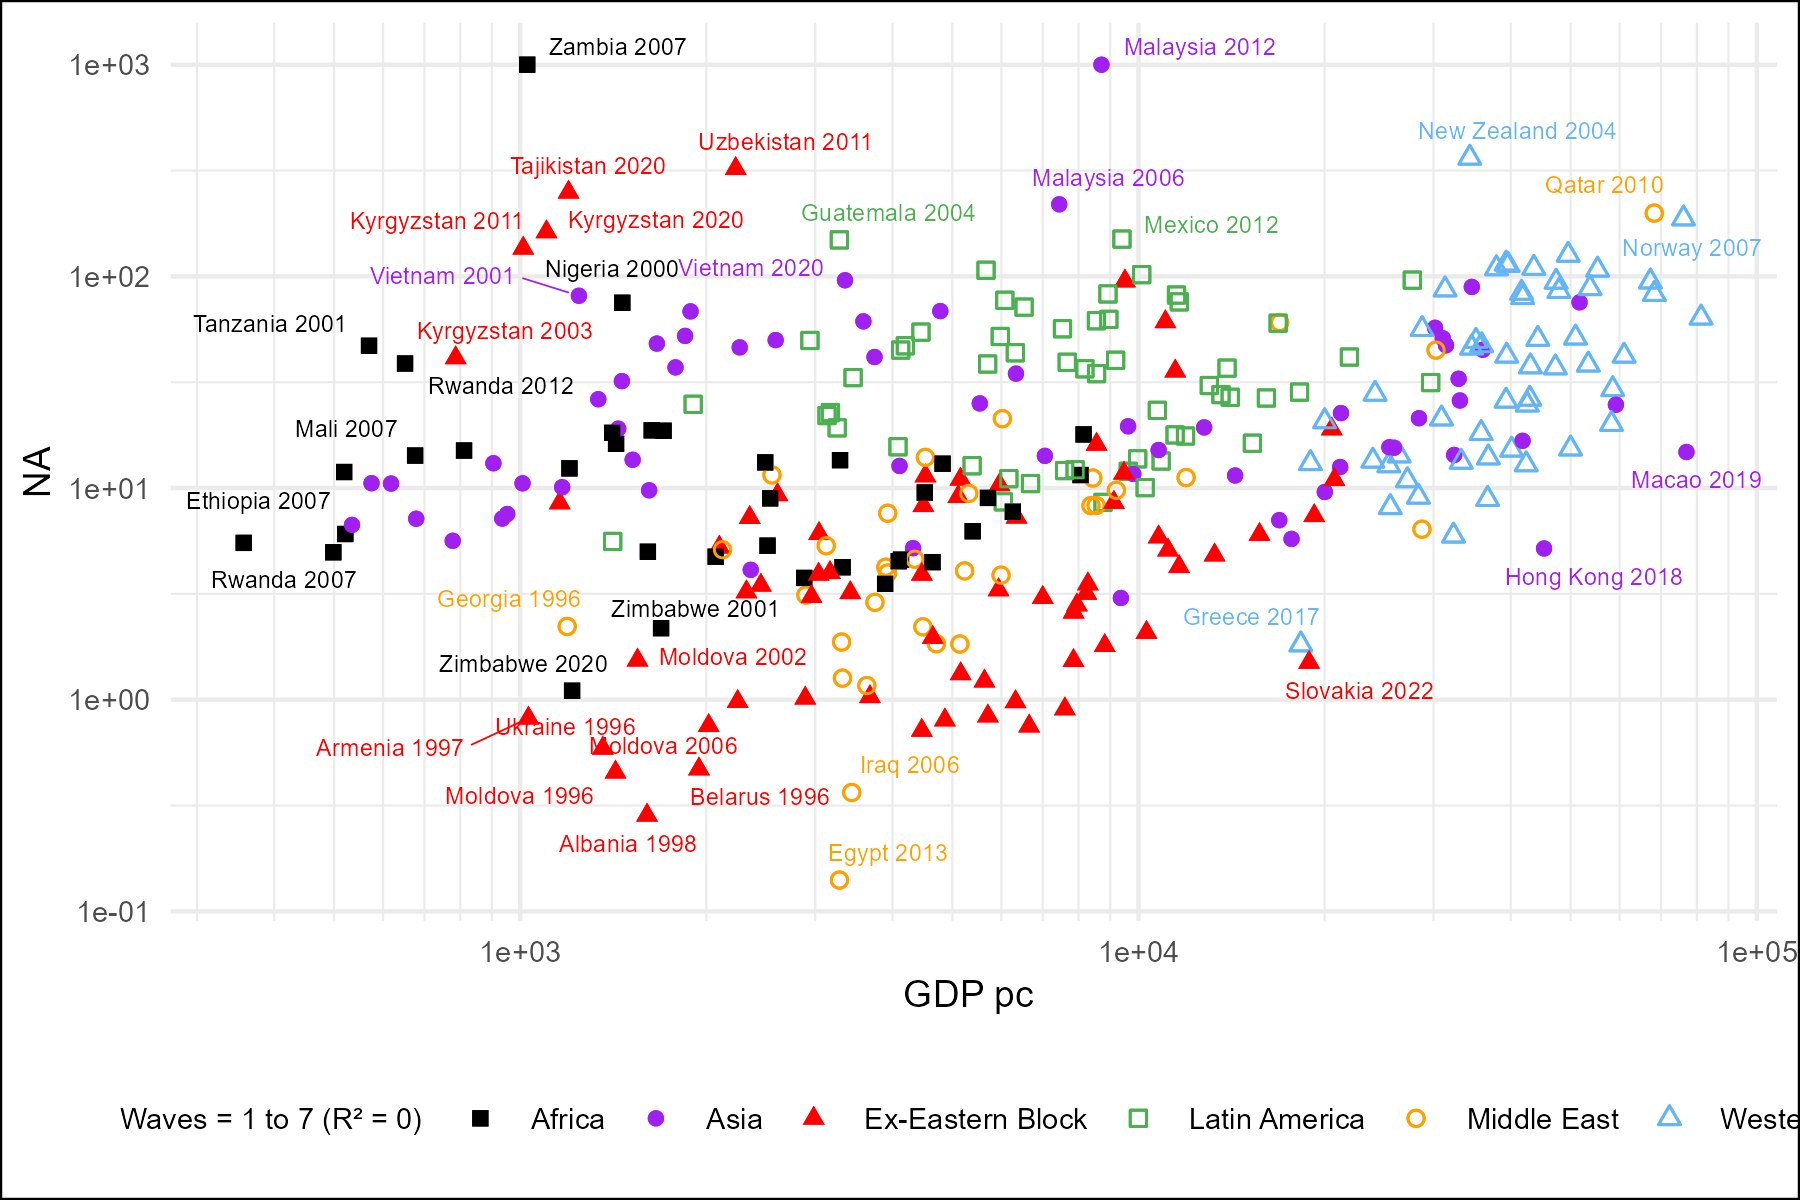 Zambia 2007
Malaysia 2012
1e+03
New Zealand 2004
Uzbekistan 2011
Tajikistan 2020
Malaysia 2006
Qatar 2010
Guatemala 2004
Kyrgyzstan 2011
Kyrgyzstan 2020
Mexico 2012
Norway 2007
Nigeria 2000
Vietnam 2020
Vietnam 2001
1e+02
Tanzania 2001
Kyrgyzstan 2003
Rwanda 2012
Mali 2007
NA
Macao 2019
1e+01
Ethiopia 2007
Rwanda 2007
Hong Kong 2018
Georgia 1996
Zimbabwe 2001
Greece 2017
Moldova 2002
Zimbabwe 2020
Slovakia 2022
1e+00
Ukraine 1996
Armenia 1997
Moldova 2006
Iraq 2006
Moldova 1996
Belarus 1996
Albania 1998
Egypt 2013
1e-01
1e+03
1e+04
1e+05
GDP pc
Waves = 1 to 7 (R² = 0)
Africa
Asia
Ex-Eastern Block
Latin America
Middle East
Weste